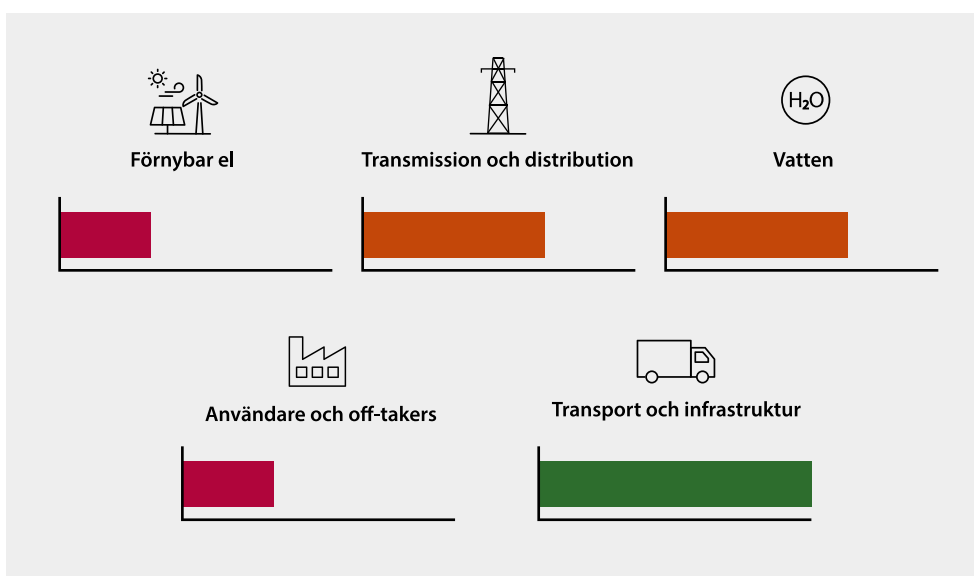 H₂O
Förnybar el
Transmission och distribution
Vatten
Användare och off-takers
Transport och infrastruktur